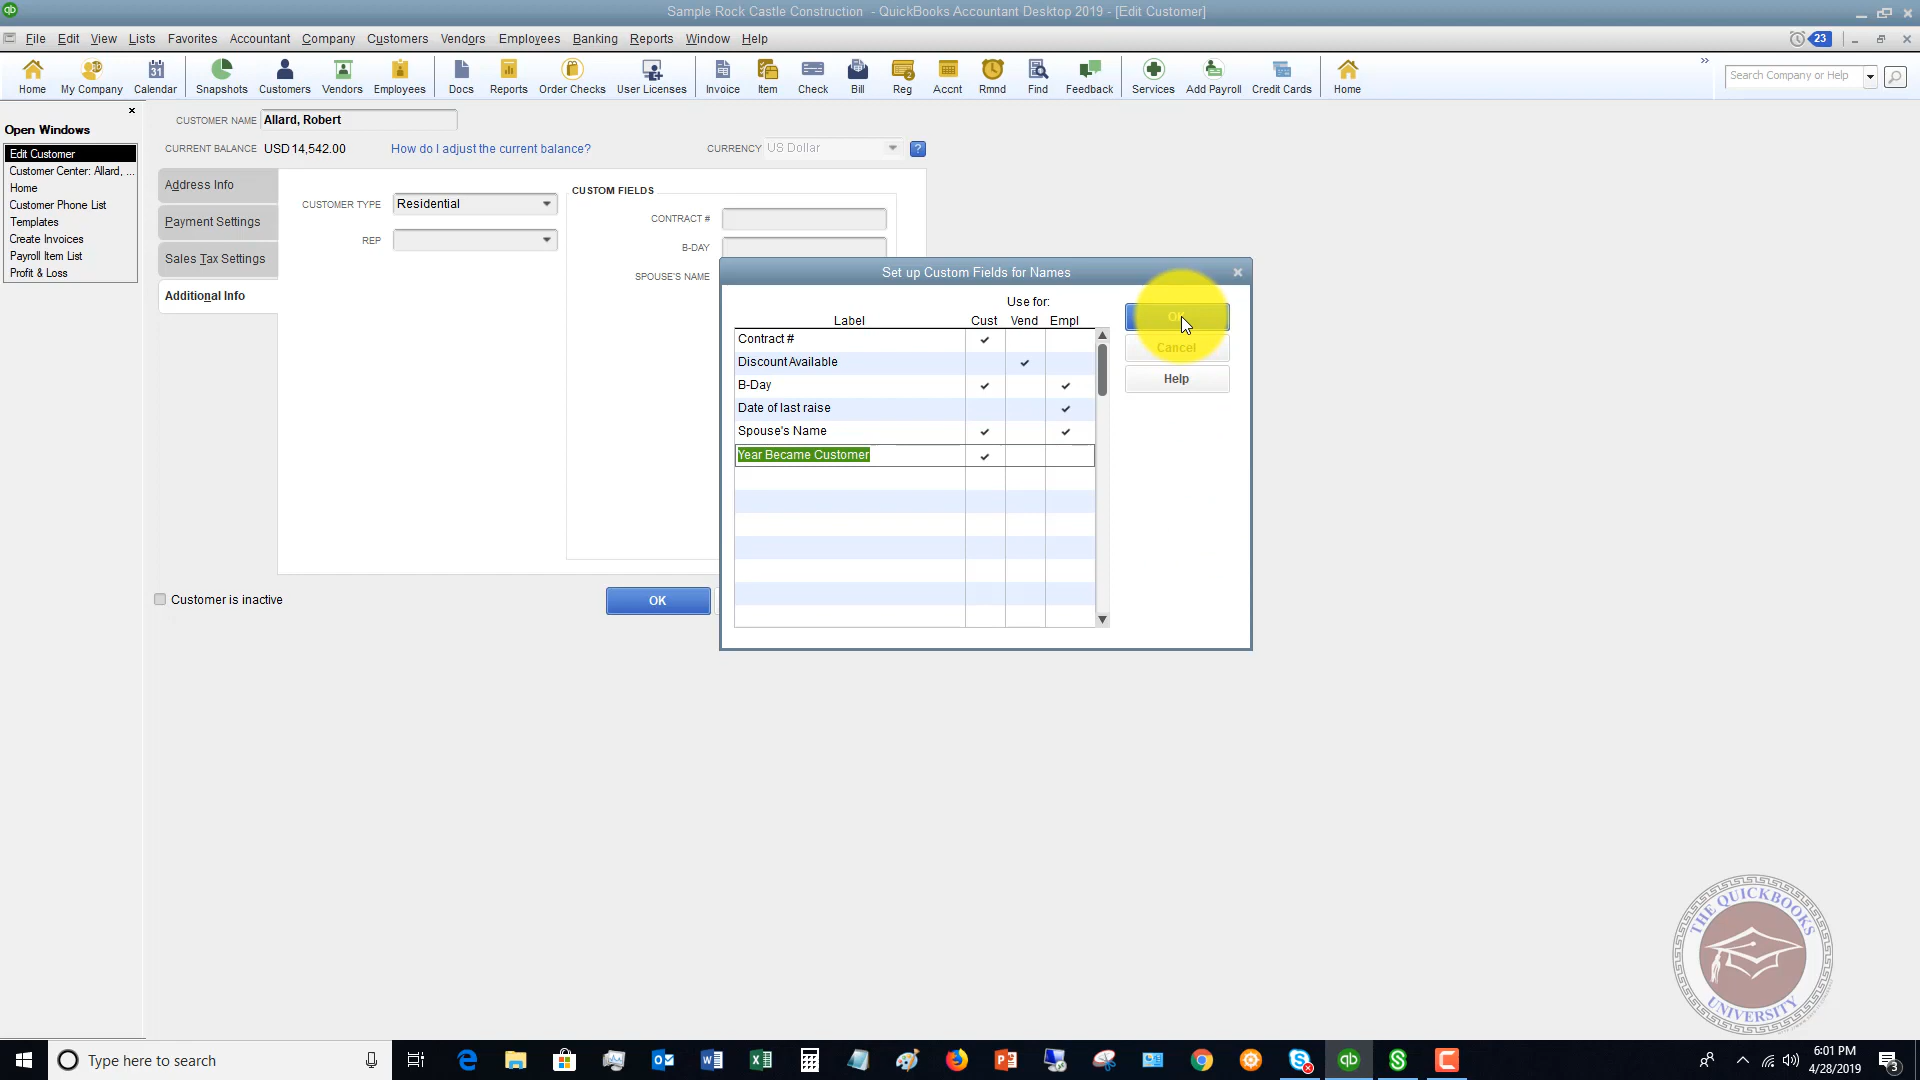 Sample Rock Castle Construction - QuickBooks Accountant Desktop 2019 - [Edit Customer]
File Edit View Lists Favorites Accountant Company Customers Vendors Employees Banking Reports Window Help
23
31
Home My Company Calendar Snapshots Customers Vendors Employees Docs Reports Order Checks User Licenses Invoice Item Check Bill Reg Accnt Rmnd Find Feedback Services Add Payroll Credit Cards Home
Search Company or Help
Open Windows
Edit Customer
Customer Center: Allard, ...
Home
Customer Phone List
Templates
Create Invoices
Payroll Item List
Profit & Loss
CUSTOMER NAME Allard, Robert
CURRENT BALANCE USD 14,542.00 How do I adjust the current balance? CURRENCY US Dollar ?
Address Info
Payment Settings
Sales Tax Settings
Additional Info
CUSTOMER TYPE Residential
REP
CUSTOM FIELDS
CONTRACT #
B-DAY
SPOUSE'S NAME
Customer is inactive
OK
Set up Custom Fields for Names
Use for:
Label Cust Vend Empl
Contract #
Discount Available
B-Day
Date of last raise
Spouse's Name
Year Became Customer
OK
Cancel
Help
THE QUICKBOOKS
UNIVERSITY
Type here to search
6:01 PM
4/28/2019
3